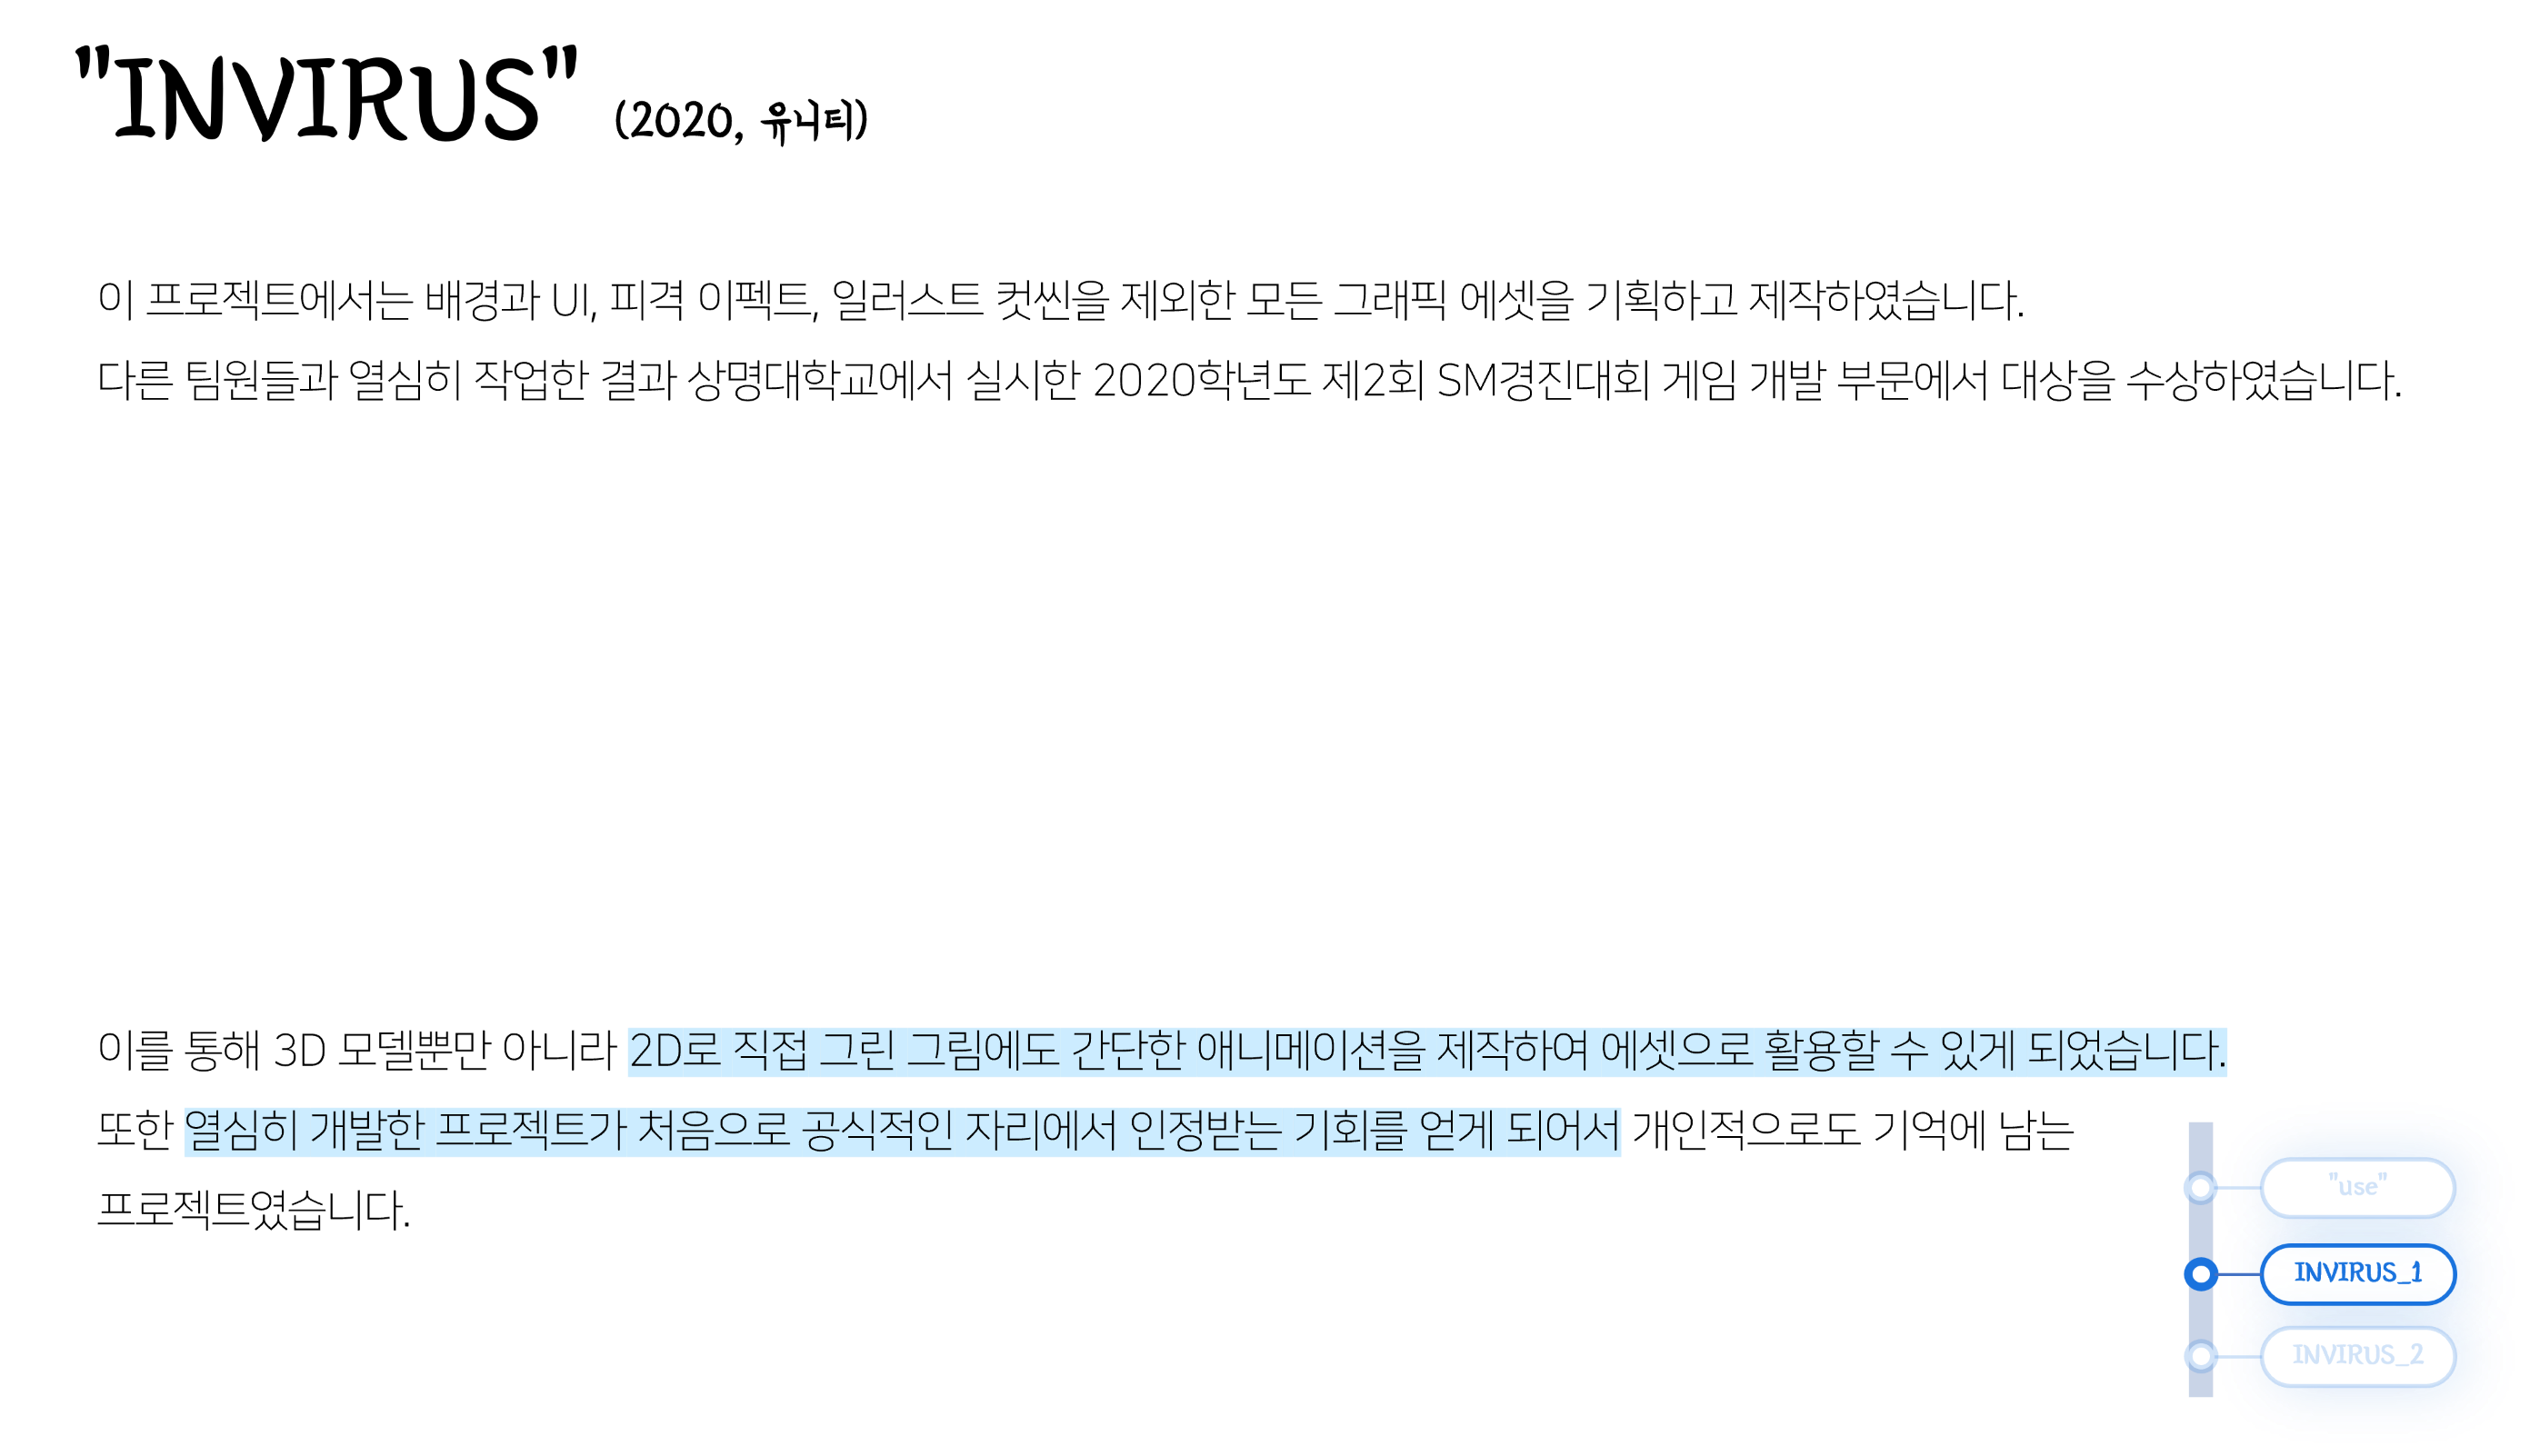 "INVIRUS" (2020, 유니티)
이 프로젝트에서는 배경과 UI, 피격 이펙트, 일러스트 컷씬을 제외한 모든 그래픽 에셋을 기획하고 제작하였습니다.
다른 팀원들과 열심히 작업한 결과 상명대학교에서 실시한 2020학년도 제2회 SM경진대회 게임 개발 부문에서 대상을 수상하였습니다.
이를 통해 3D 모델뿐만 아니라 2D로 직접 그린 그림에도 간단한 애니메이션을 제작하여 에셋으로 활용할 수 있게 되었습니다.
또한 열심히 개발한 프로젝트가 처음으로 공식적인 자리에서 인정받는 기회를 얻게 되어서 개인적으로도 기억에 남는
프로젝트였습니다.
"use"
INVIRUS_1
INVIRUS_2